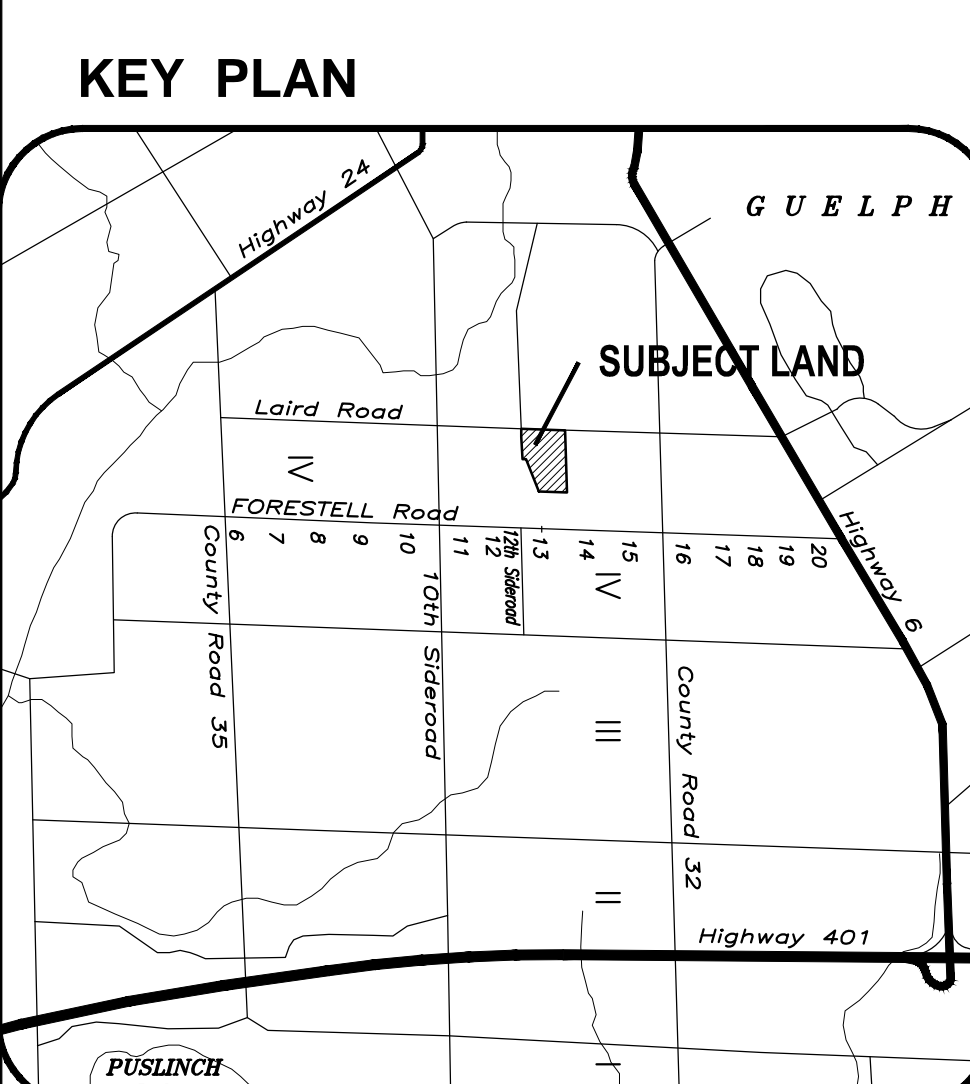 KEY PLAN
Highway 24
G U E L P H
SUBJECT LAND
Laird Road
IV
FORESTELL Road
6
7
8
9
10
11
12
12th Sideroad
13
14
15
16
17
18
19
20
Highway 6
County Road 35
10th Sideroad
IV
County Road 32
III
II
Highway 401
I
PUSLINCH